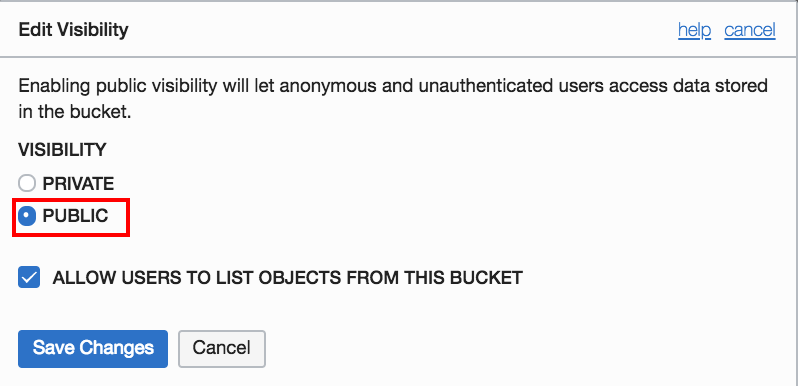 Edit Visibility
help cancel
Enabling public visibility will let anonymous and unauthenticated users access data stored
in the bucket.
VISIBILITY
PRIVATE
PUBLIC
ALLOW USERS TO LIST OBJECTS FROM THIS BUCKET
Save Changes Cancel